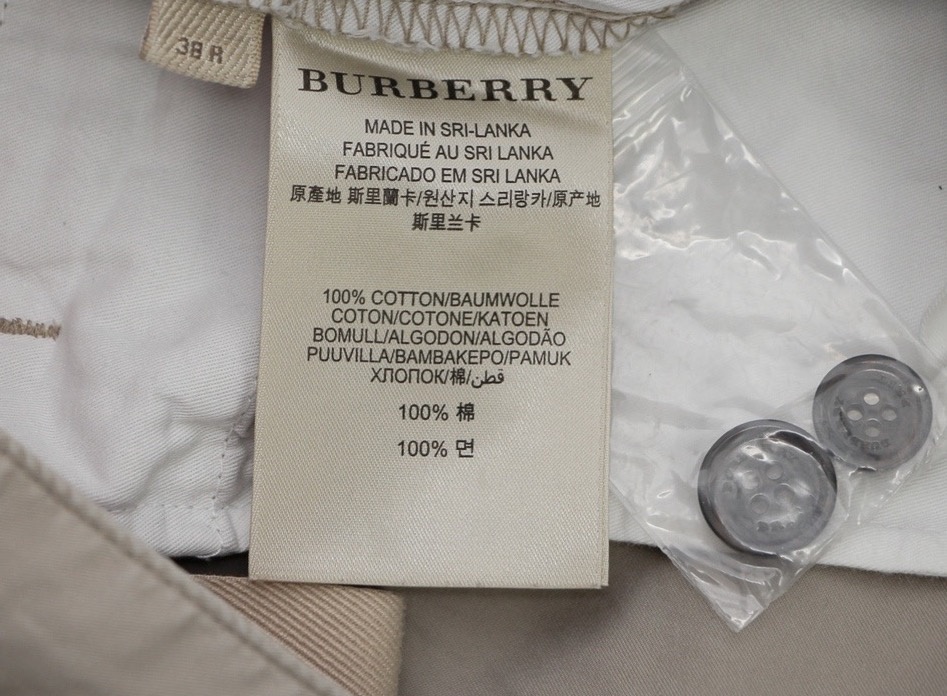 38 R
BURBERRY
MADE IN SRI-LANKA
FABRIQUÉ AU SRI LANKA
FABRICADO EM SRI LANKA
原產地 斯里蘭卡/원산지 스리랑카/原产地
斯里兰卡
100% COTTON/BAUMWOLLE
COTON/COTONE/KATOEN
BOMULL/ALGODON/ALGODÃO
PUUVILLA/ΒΑΜΒΑΚΕΡΟ/PAMUK
ХЛОПОК/棉/قطن
100% 棉
100% 면